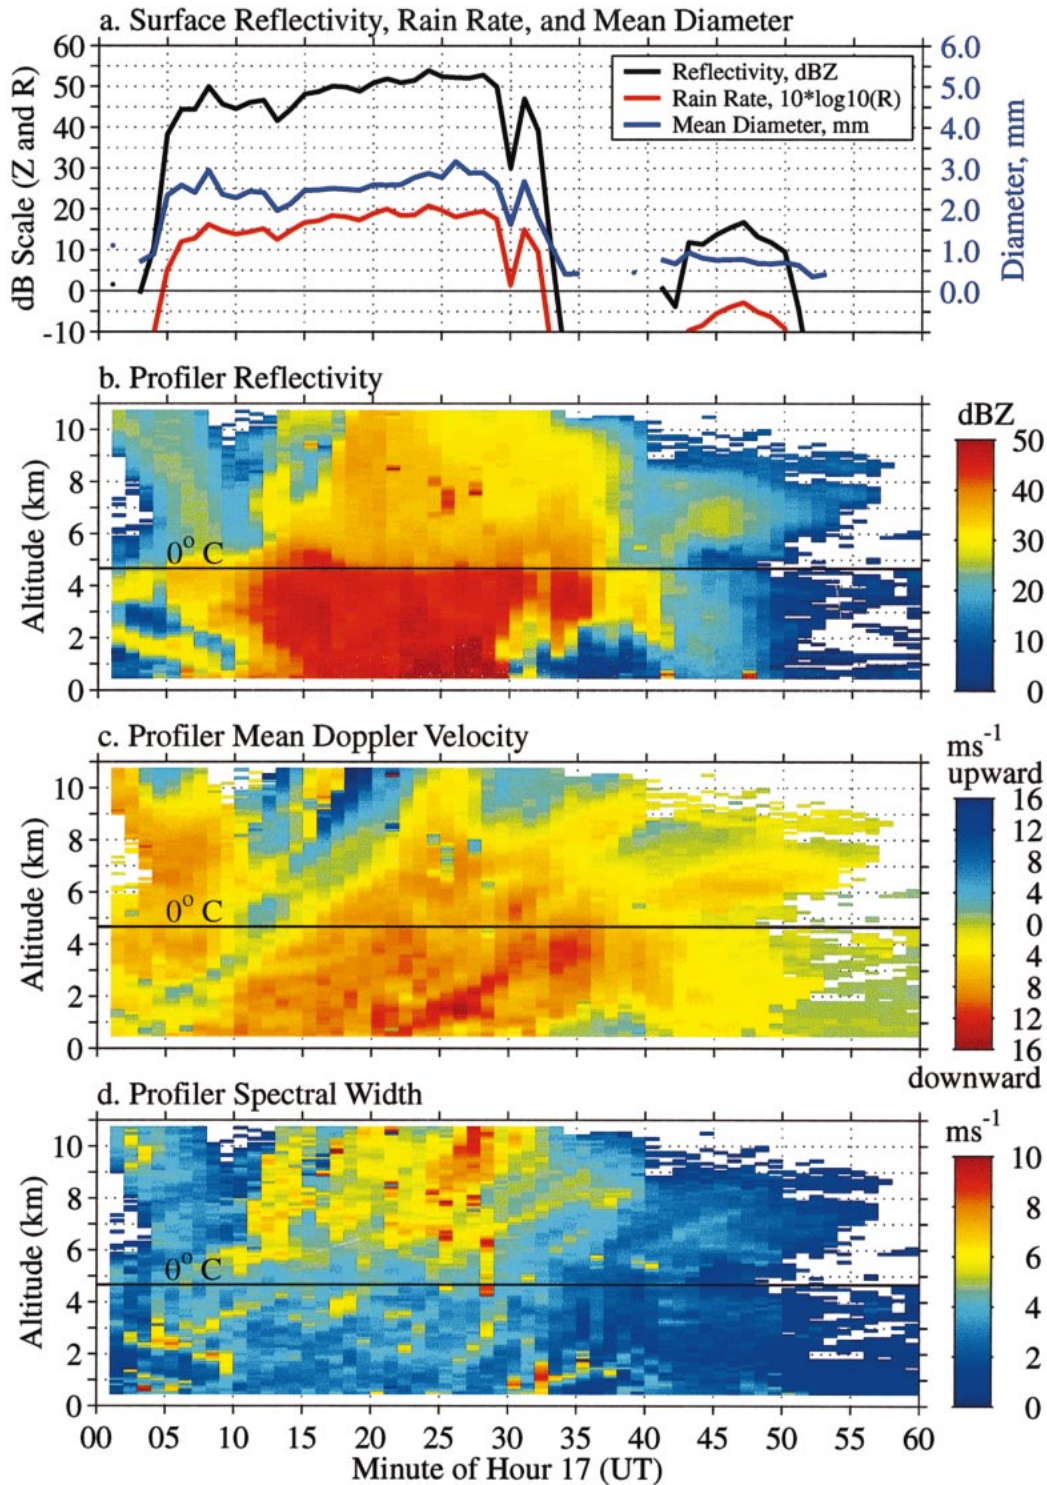 a. Surface Reflectivity, Rain Rate, and Mean Diameter
60
50
40
30
20
10
0
-10
dB Scale (Z and R)
6.0
5.0
4.0
3.0
2.0
1.0
0.0
Diameter, mm
Reflectivity, dBZ
Rain Rate, 10*log10(R)
Mean Diameter, mm
b. Profiler Reflectivity
10
8
6
4
2
0
Altitude (km)
0° C
dBZ
50
40
30
20
10
0
c. Profiler Mean Doppler Velocity
10
8
6
4
2
0
Altitude (km)
0° C
ms-1
upward
16
12
8
4
0
4
8
12
16
downward
d. Profiler Spectral Width
10
8
6
4
2
0
Altitude (km)
0° C
ms-1
10
8
6
4
2
0
00 05 10 15 20 25 30 35 40 45 50 55 60
Minute of Hour 17 (UT)